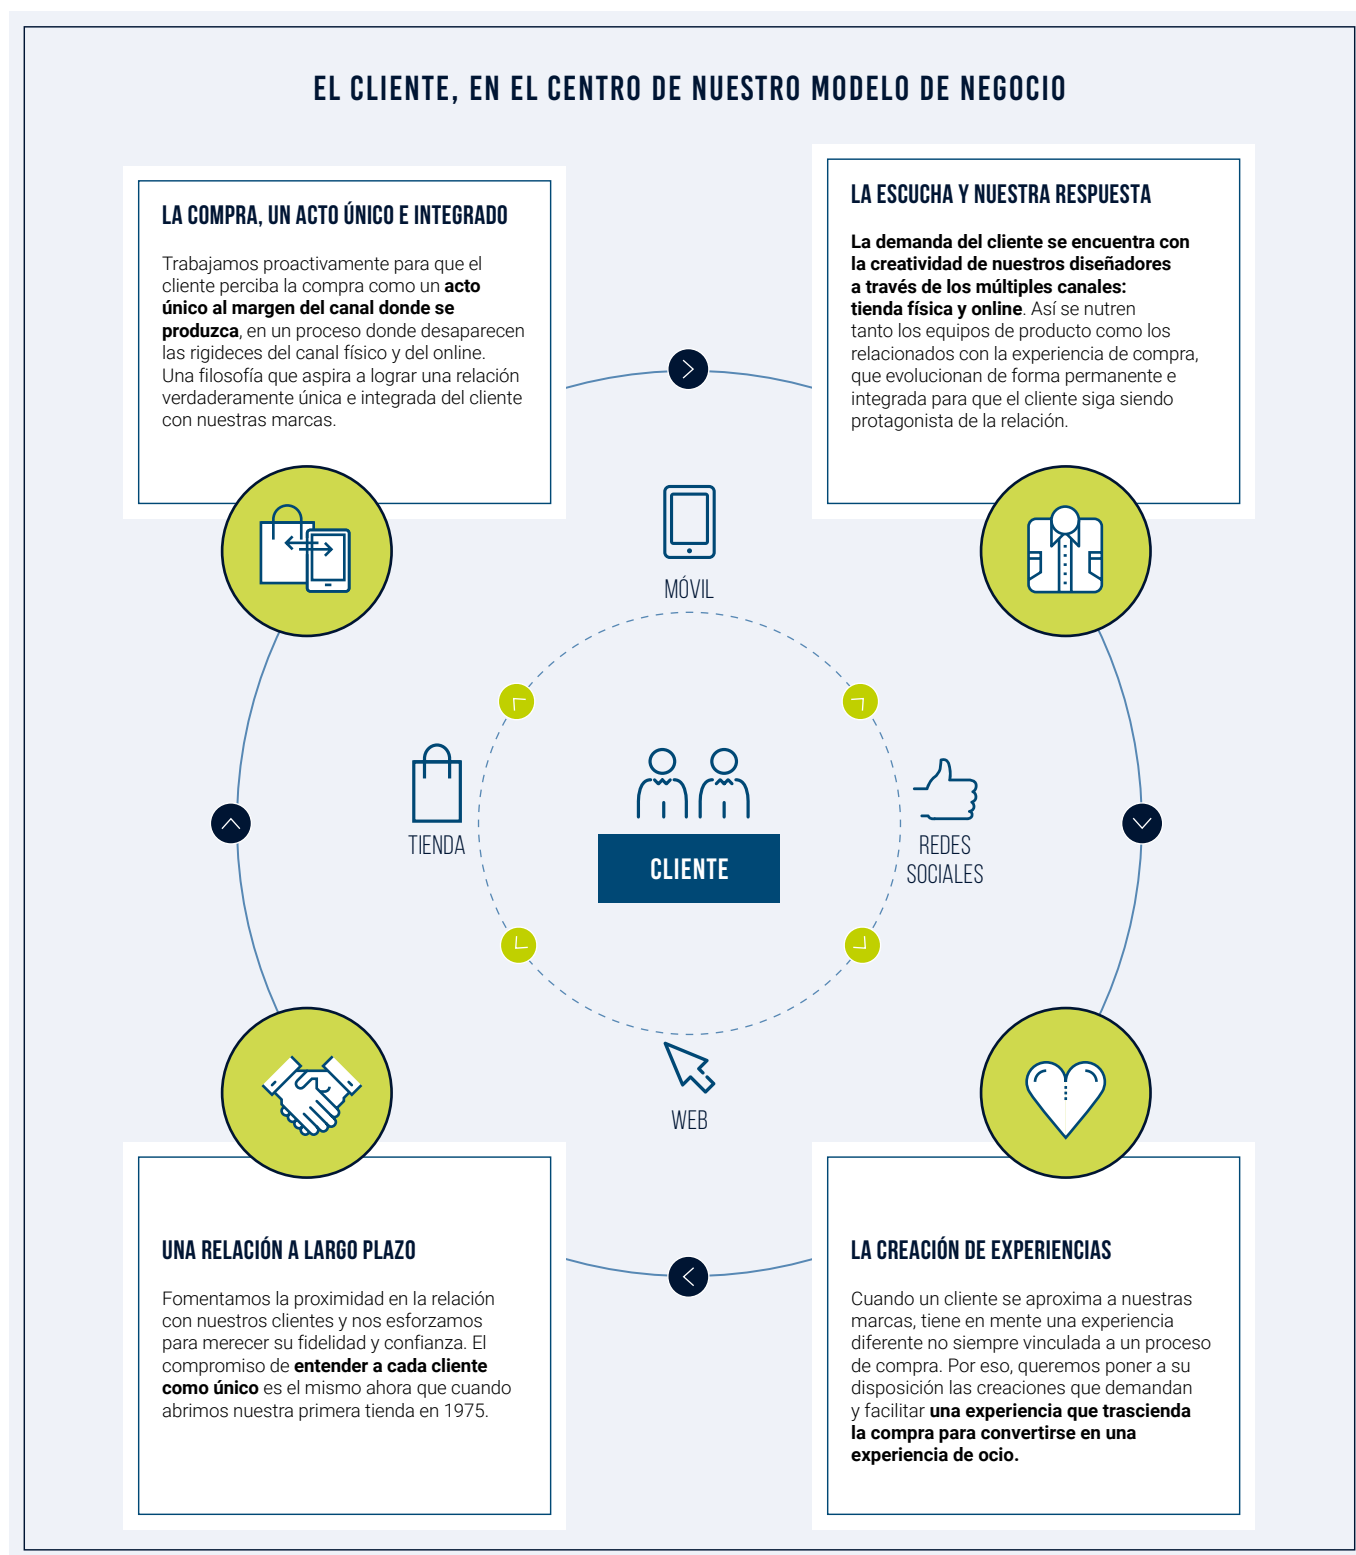 EL CLIENTE, EN EL CENTRO DE NUESTRO MODELO DE NEGOCIO
LA COMPRA, UN ACTO ÚNICO E INTEGRADO
Trabajamos proactivamente para que el
cliente perciba la compra como un acto
único al margen del canal donde se
produzca, en un proceso donde desaparecen
las rigideces del canal físico y del online.
Una filosofía que aspira a lograr una relación
verdaderamente única e integrada del cliente
con nuestras marcas.
LA ESCUCHA Y NUESTRA RESPUESTA
La demanda del cliente se encuentra con
la creatividad de nuestros diseñadores
a través de los múltiples canales:
tienda física y online. Así se nutren
tanto los equipos de producto como los
relacionados con la experiencia de compra,
que evolucionan de forma permanente e
integrada para que el cliente siga siendo
protagonista de la relación.
MÓVIL
TIENDA
CLIENTE
REDES
SOCIALES
WEB
UNA RELACIÓN A LARGO PLAZO
Fomentamos la proximidad en la relación
con nuestros clientes y nos esforzamos
para merecer su fidelidad y confianza. El
compromiso de entender a cada cliente
como único es el mismo ahora que cuando
abrimos nuestra primera tienda en 1975.
LA CREACIÓN DE EXPERIENCIAS
Cuando un cliente se aproxima a nuestras
marcas, tiene en mente una experiencia
diferente no siempre vinculada a un proceso
de compra. Por eso, queremos poner a su
disposición las creaciones que demandan
y facilitar una experiencia que trascienda
la compra para convertirse en una
experiencia de ocio.